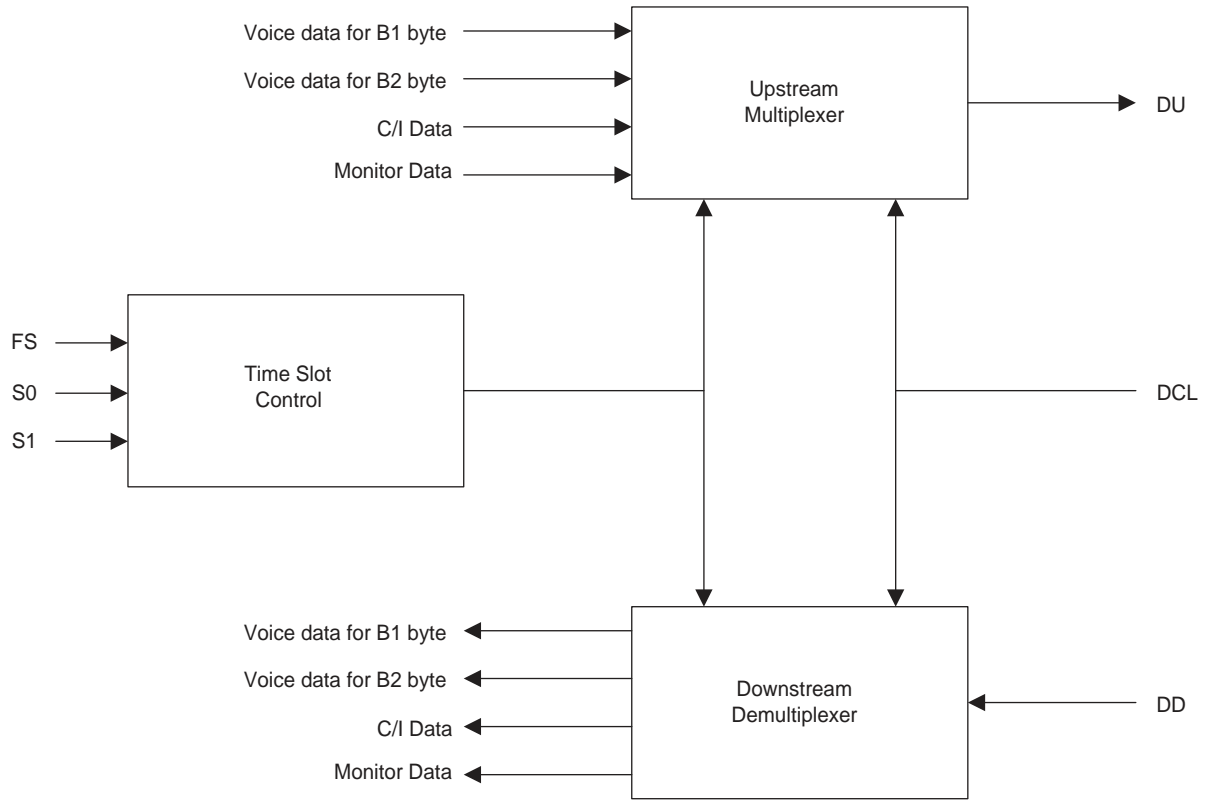 Voice data for B1 byte
Voice data for B2 byte
C/I Data
Monitor Data
Upstream
Multiplexer
DU
FS
S0
S1
Time Slot
Control
DCL
Voice data for B1 byte
Voice data for B2 byte
C/I Data
Monitor Data
Downstream
Demultiplexer
DD